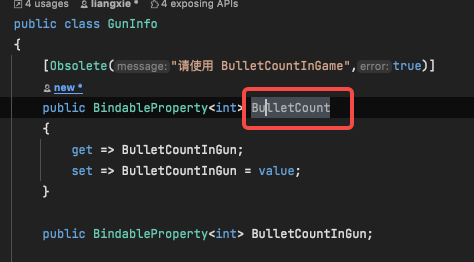 4 usages liangxie * 4 exposing APIs
public class GunInfo
{
[Obsolete(message:"请使用 BulletCountInGame",error:true)]
new *
public BindableProperty<int> BulletCount
{
get => BulletCountInGun;
set => BulletCountInGun = value;
}
public BindableProperty<int> BulletCountInGun;